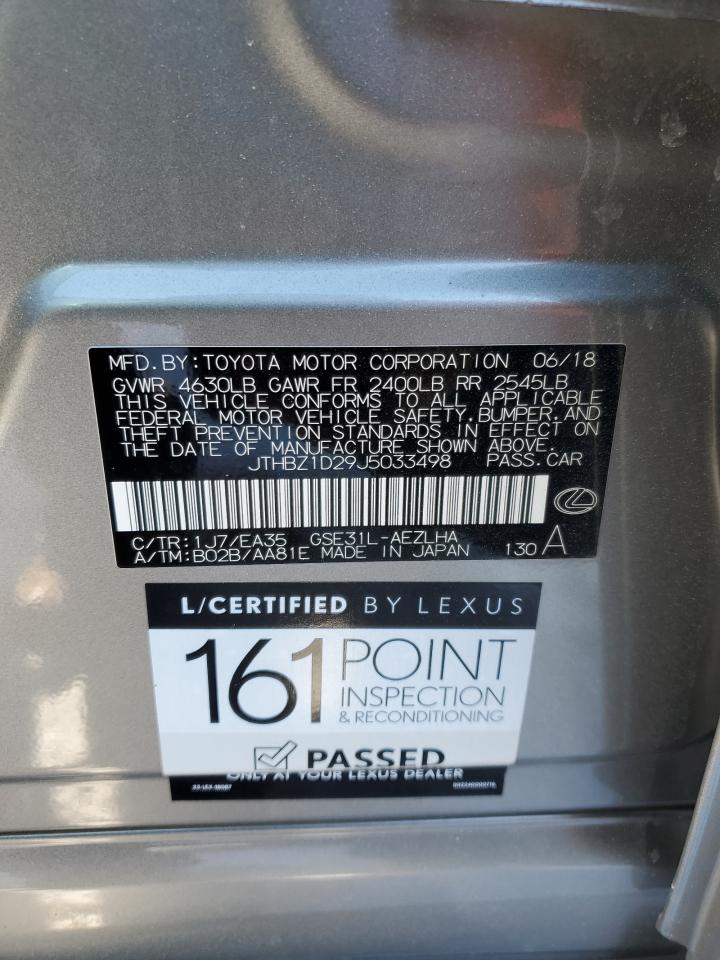 MFD.BY:TOYOTA MOTOR CORPORATION 06/18
GVWR 4630LB GAWR FR 2400LB RR 2545LB
THIS VEHICLE CONFORMS TO ALL APPLICABLE
FEDERAL MOTOR VEHICLE SAFETY,BUMPER,AND
THEFT PREVENTION STANDARDS IN EFFECT ON
THE DATE OF MANUFACTURE SHOWN ABOVE.
JTHBZ1D29J5033498 PASS.CAR
C/TR:1J7/EA35 GSE31L-AEZLHA
A/TM:B02B/AA81E MADE IN JAPAN 130 A
L/CERTIFIED BY LEXUS
161 POINT
INSPECTION
& RECONDITIONING
PASSED
ONLY AT YOUR LEXUS DEALER